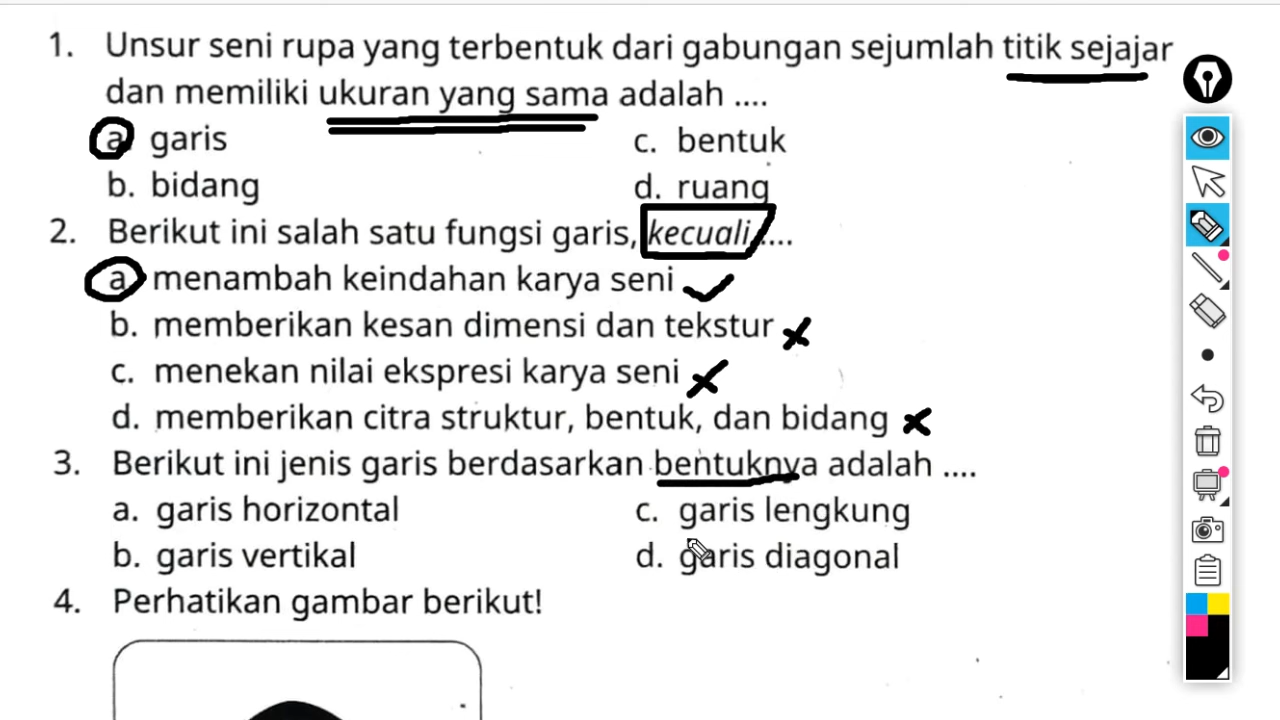 1. Unsur seni rupa yang terbentuk dari gabungan sejumlah titik sejajar
dan memiliki ukuran yang sama adalah ....
a. garis c. bentuk
b. bidang d. ruang
2. Berikut ini salah satu fungsi garis, kecuali ....
a. menambah keindahan karya seni
b. memberikan kesan dimensi dan tekstur
c. menekan nilai ekspresi karya seni
d. memberikan citra struktur, bentuk, dan bidang
3. Berikut ini jenis garis berdasarkan bentuknya adalah ....
a. garis horizontal c. garis lengkung
b. garis vertikal d. garis diagonal
4. Perhatikan gambar berikut!